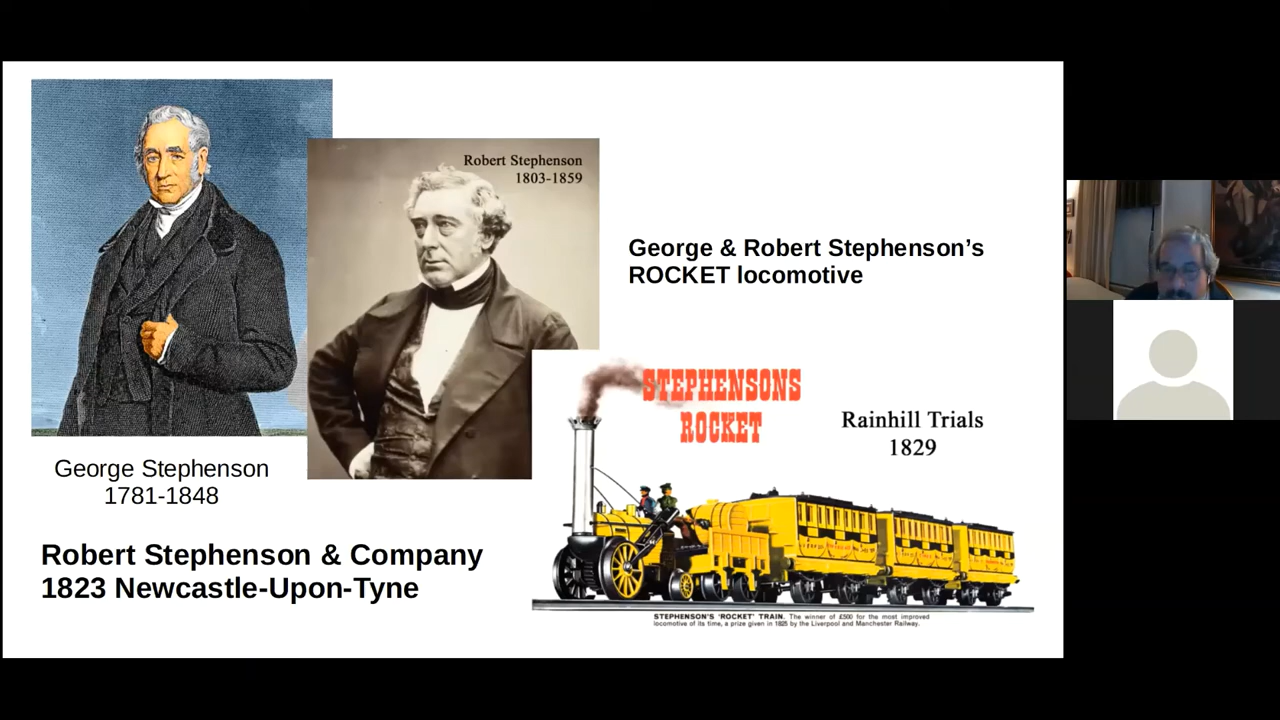 Robert Stephenson
1803-1859
George & Robert Stephenson’s
ROCKET locomotive
STEPHENSONS
ROCKET
Rainhill Trials
1829
George Stephenson
1781-1848
Robert Stephenson & Company
1823 Newcastle-Upon-Tyne
STEPHENSON'S 'ROCKET' TRAIN. The winner of £500 for the most improved
locomotive of its time, a prize given in 1825 by the Liverpool and Manchester Railway.